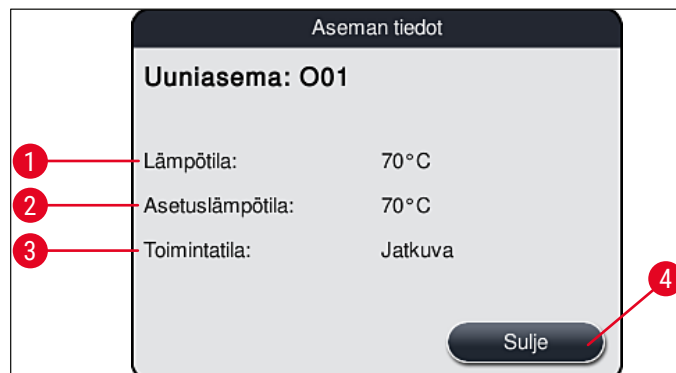 Aseman tiedot
Uuniasema: O01
1 Lämpötila: 70°C
2 Asetuslämpötila: 70°C
3 Toimintatila: Jatkuva
4
Sulje